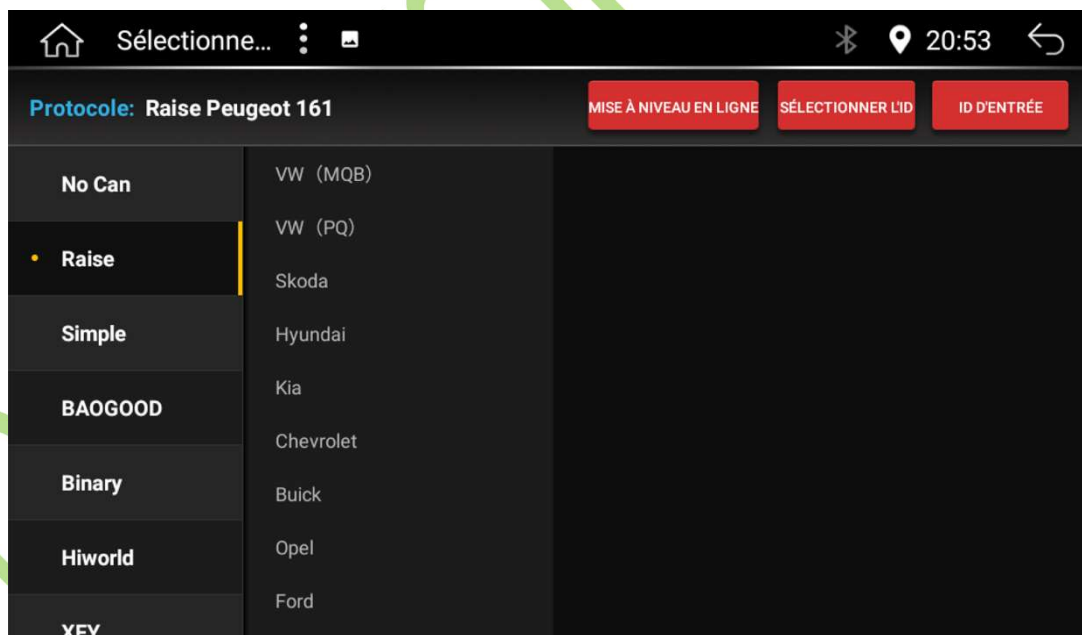 Sélectionne... 20:53
Protocole: Raise Peugeot 161
MISE À NIVEAU EN LIGNE
SÉLECTIONNER L'ID
ID D'ENTRÉE
No Can
Raise
Simple
BAOGOOD
Binary
Hiworld
XFY
VW（MQB）
VW（PQ）
Skoda
Hyundai
Kia
Chevrolet
Buick
Opel
Ford